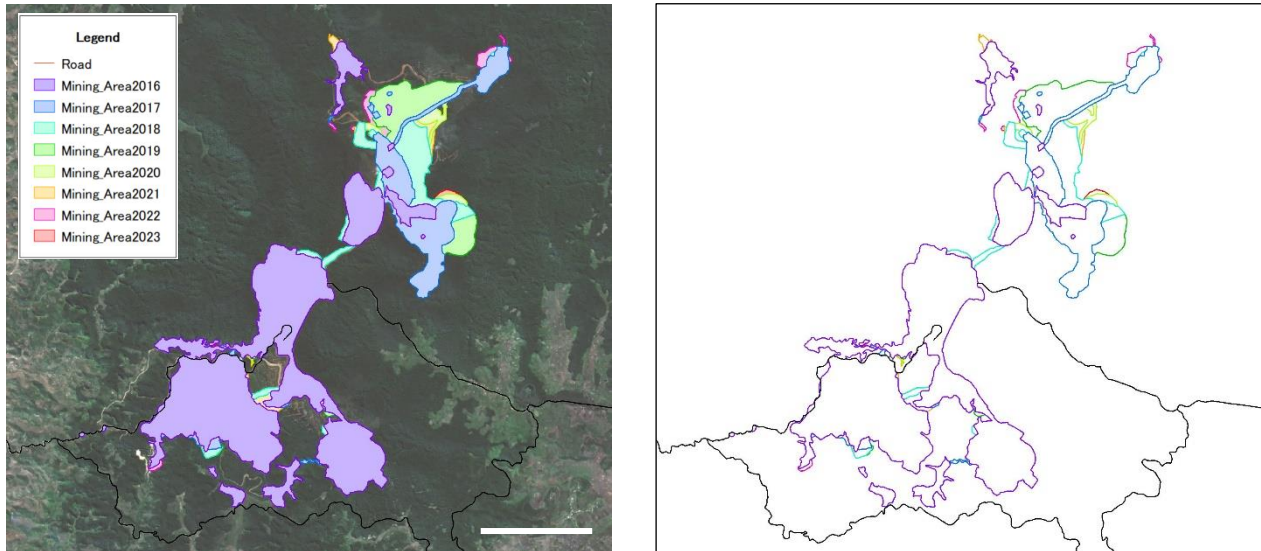 Legend
Road
Mining_Area2016
Mining_Area2017
Mining_Area2018
Mining_Area2019
Mining_Area2020
Mining_Area2021
Mining_Area2022
Mining_Area2023